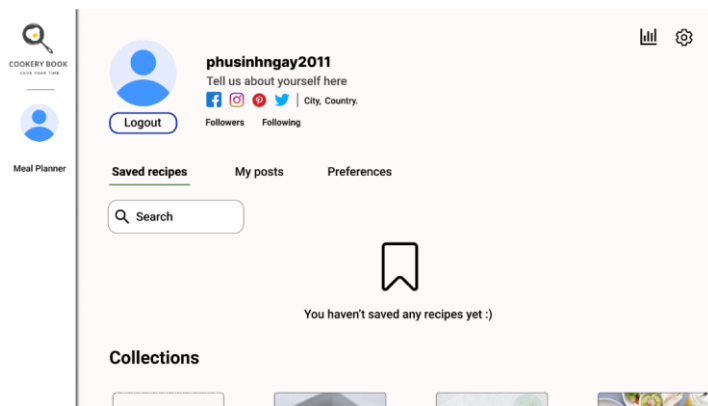 COOKERY BOOK
SAVE YOUR TIME
Meal Planner
phusinhngay2011
Tell us about yourself here
City, Country.
Logout
Followers Following
Saved recipes My posts Preferences
Search
You haven't saved any recipes yet :)
Collections